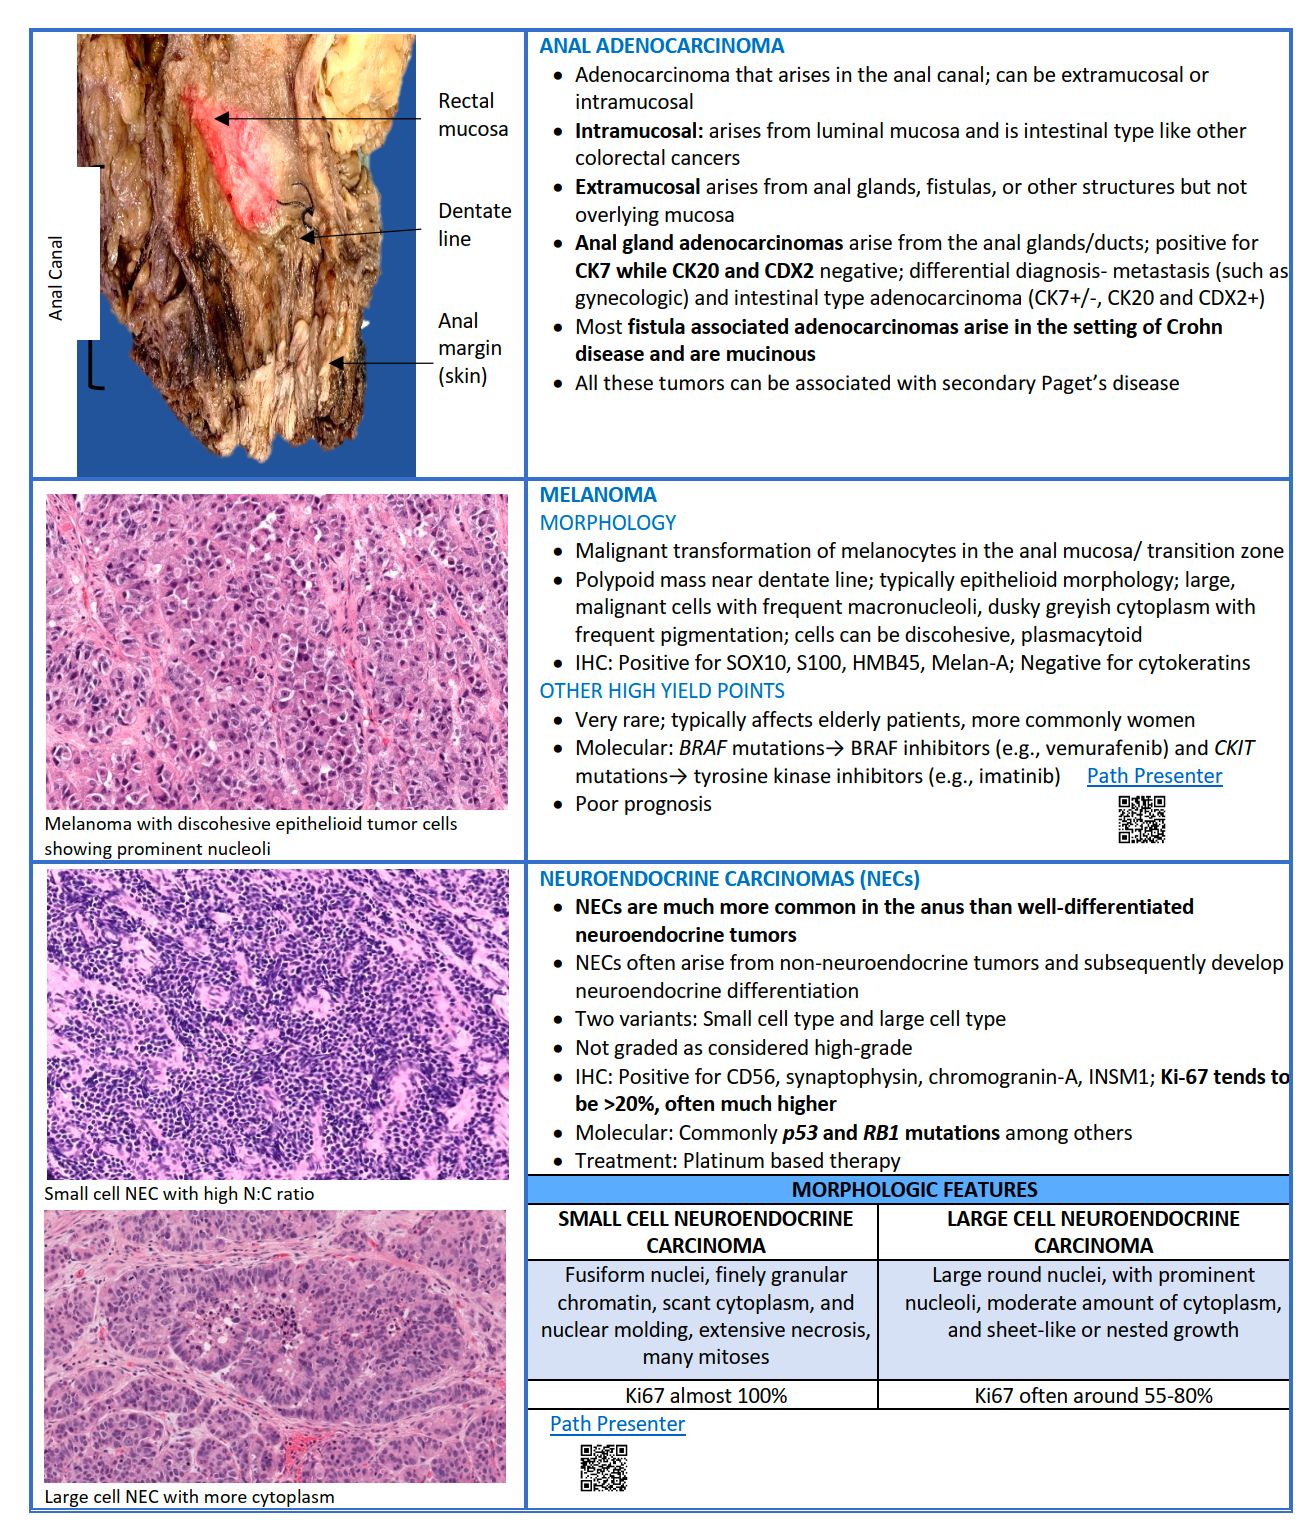 Rectal
mucosa
Dentate
line
Anal Canal
Anal
margin
(skin)
ANAL ADENOCARCINOMA
• Adenocarcinoma that arises in the anal canal; can be extramucosal or
intramucosal
• Intramucosal: arises from luminal mucosa and is intestinal type like other
colorectal cancers
• Extramucosal arises from anal glands, fistulas, or other structures but not
overlying mucosa
• Anal gland adenocarcinomas arise from the anal glands/ducts; positive for
CK7 while CK20 and CDX2 negative; differential diagnosis- metastasis (such as
gynecologic) and intestinal type adenocarcinoma (CK7+/-, CK20 and CDX2+)
• Most fistula associated adenocarcinomas arise in the setting of Crohn
disease and are mucinous
• All these tumors can be associated with secondary Paget’s disease
Melanoma with discohesive epithelioid tumor cells
showing prominent nucleoli
MELANOMA
MORPHOLOGY
• Malignant transformation of melanocytes in the anal mucosa/ transition zone
• Polypoid mass near dentate line; typically epithelioid morphology; large,
malignant cells with frequent macronucleoli, dusky greyish cytoplasm with
frequent pigmentation; cells can be discohesive, plasmacytoid
• IHC: Positive for SOX10, S100, HMB45, Melan-A; Negative for cytokeratins
OTHER HIGH YIELD POINTS
• Very rare; typically affects elderly patients, more commonly women
• Molecular: BRAF mutations→ BRAF inhibitors (e.g., vemurafenib) and CKIT
mutations→ tyrosine kinase inhibitors (e.g., imatinib) Path Presenter
• Poor prognosis
Small cell NEC with high N:C ratio
Large cell NEC with more cytoplasm
NEUROENDOCRINE CARCINOMAS (NECs)
• NECs are much more common in the anus than well-differentiated
neuroendocrine tumors
• NECs often arise from non-neuroendocrine tumors and subsequently develop
neuroendocrine differentiation
• Two variants: Small cell type and large cell type
• Not graded as considered high-grade
• IHC: Positive for CD56, synaptophysin, chromogranin-A, INSM1; Ki-67 tends to
be >20%, often much higher
• Molecular: Commonly p53 and RB1 mutations among others
• Treatment: Platinum based therapy
MORPHOLOGIC FEATURES
SMALL CELL NEUROENDOCRINE
CARCINOMA
LARGE CELL NEUROENDOCRINE
CARCINOMA
Fusiform nuclei, finely granular
chromatin, scant cytoplasm, and
nuclear molding, extensive necrosis,
many mitoses
Large round nuclei, with prominent
nucleoli, moderate amount of cytoplasm,
and sheet-like or nested growth
Ki67 almost 100%
Ki67 often around 55-80%
Path Presenter